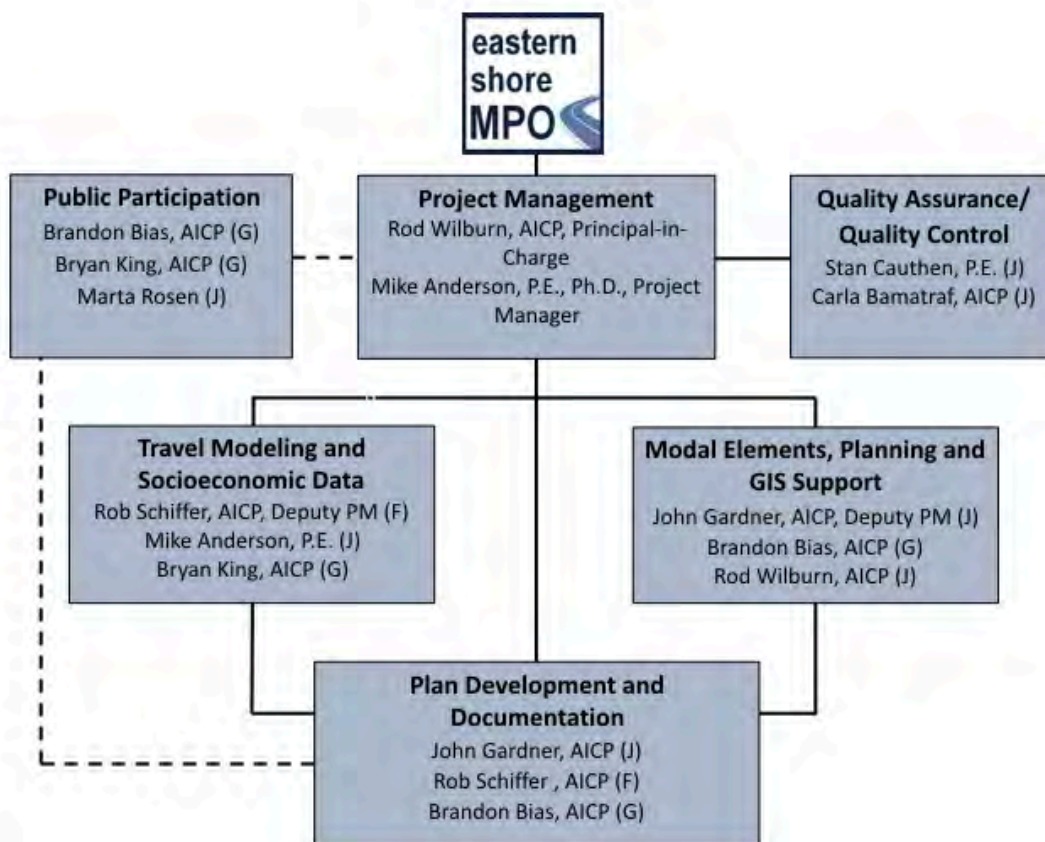 eastern
shore
MPO
Public Participation
Brandon Bias, AICP (G)
Bryan King, AICP (G)
Marta Rosen (J)
Project Management
Rod Wilburn, AICP, Principal-in-
Charge
Mike Anderson, P.E., Ph.D., Project
Manager
Quality Assurance/
Quality Control
Stan Cauthen, P.E. (J)
Carla Bamatraf, AICP (J)
Travel Modeling and
Socioeconomic Data
Rob Schiffer, AICP, Deputy PM (F)
Mike Anderson, P.E. (J)
Bryan King, AICP (G)
Modal Elements, Planning and
GIS Support
John Gardner, AICP, Deputy PM (J)
Brandon Bias, AICP (G)
Rod Wilburn, AICP (J)
Plan Development and
Documentation
John Gardner, AICP (J)
Rob Schiffer , AICP (F)
Brandon Bias, AICP (G)